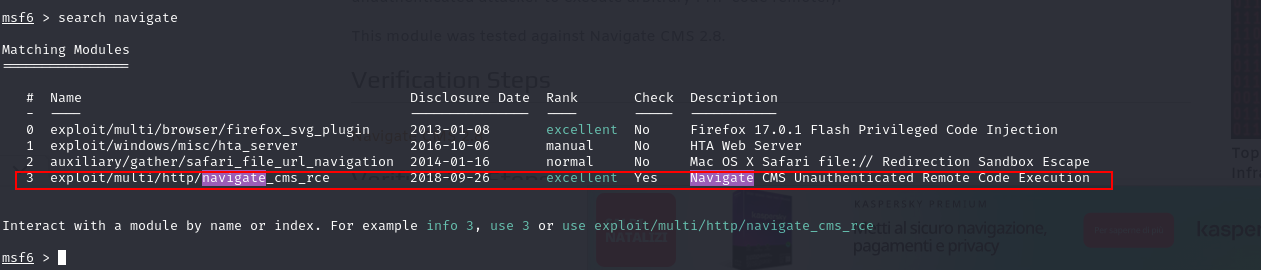 msf6 > search navigate
This module was tested against Navigate CMS 2.8
Matching Modules
================
Verification Steps
# Name Disclosure Date Rank Check Description
- ---- --------------- ---- ----- -----------
0 exploit/multi/browser/firefox_svg_plugin 2013-01-08 excellent No Firefox 17.0.1 Flash Privileged Code Injection
1 exploit/windows/misc/hta_server 2016-10-06 manual No HTA Web Server
2 auxiliary/gather/safari_file_url_navigation 2014-01-16 normal No Mac OS X Safari file:// Redirection Sandbox Escape
3 exploit/multi/http/navigate_cms_rce 2018-09-26 excellent Yes Navigate CMS Unauthenticated Remote Code Execution
KASPERSKY PREMIUM
Interact with a module by name or index. For example info 3, use 3 or use exploit/multi/http/navigate_cms_rce
al sicuro navigazione,
pagamenti e privacy
msf6 >